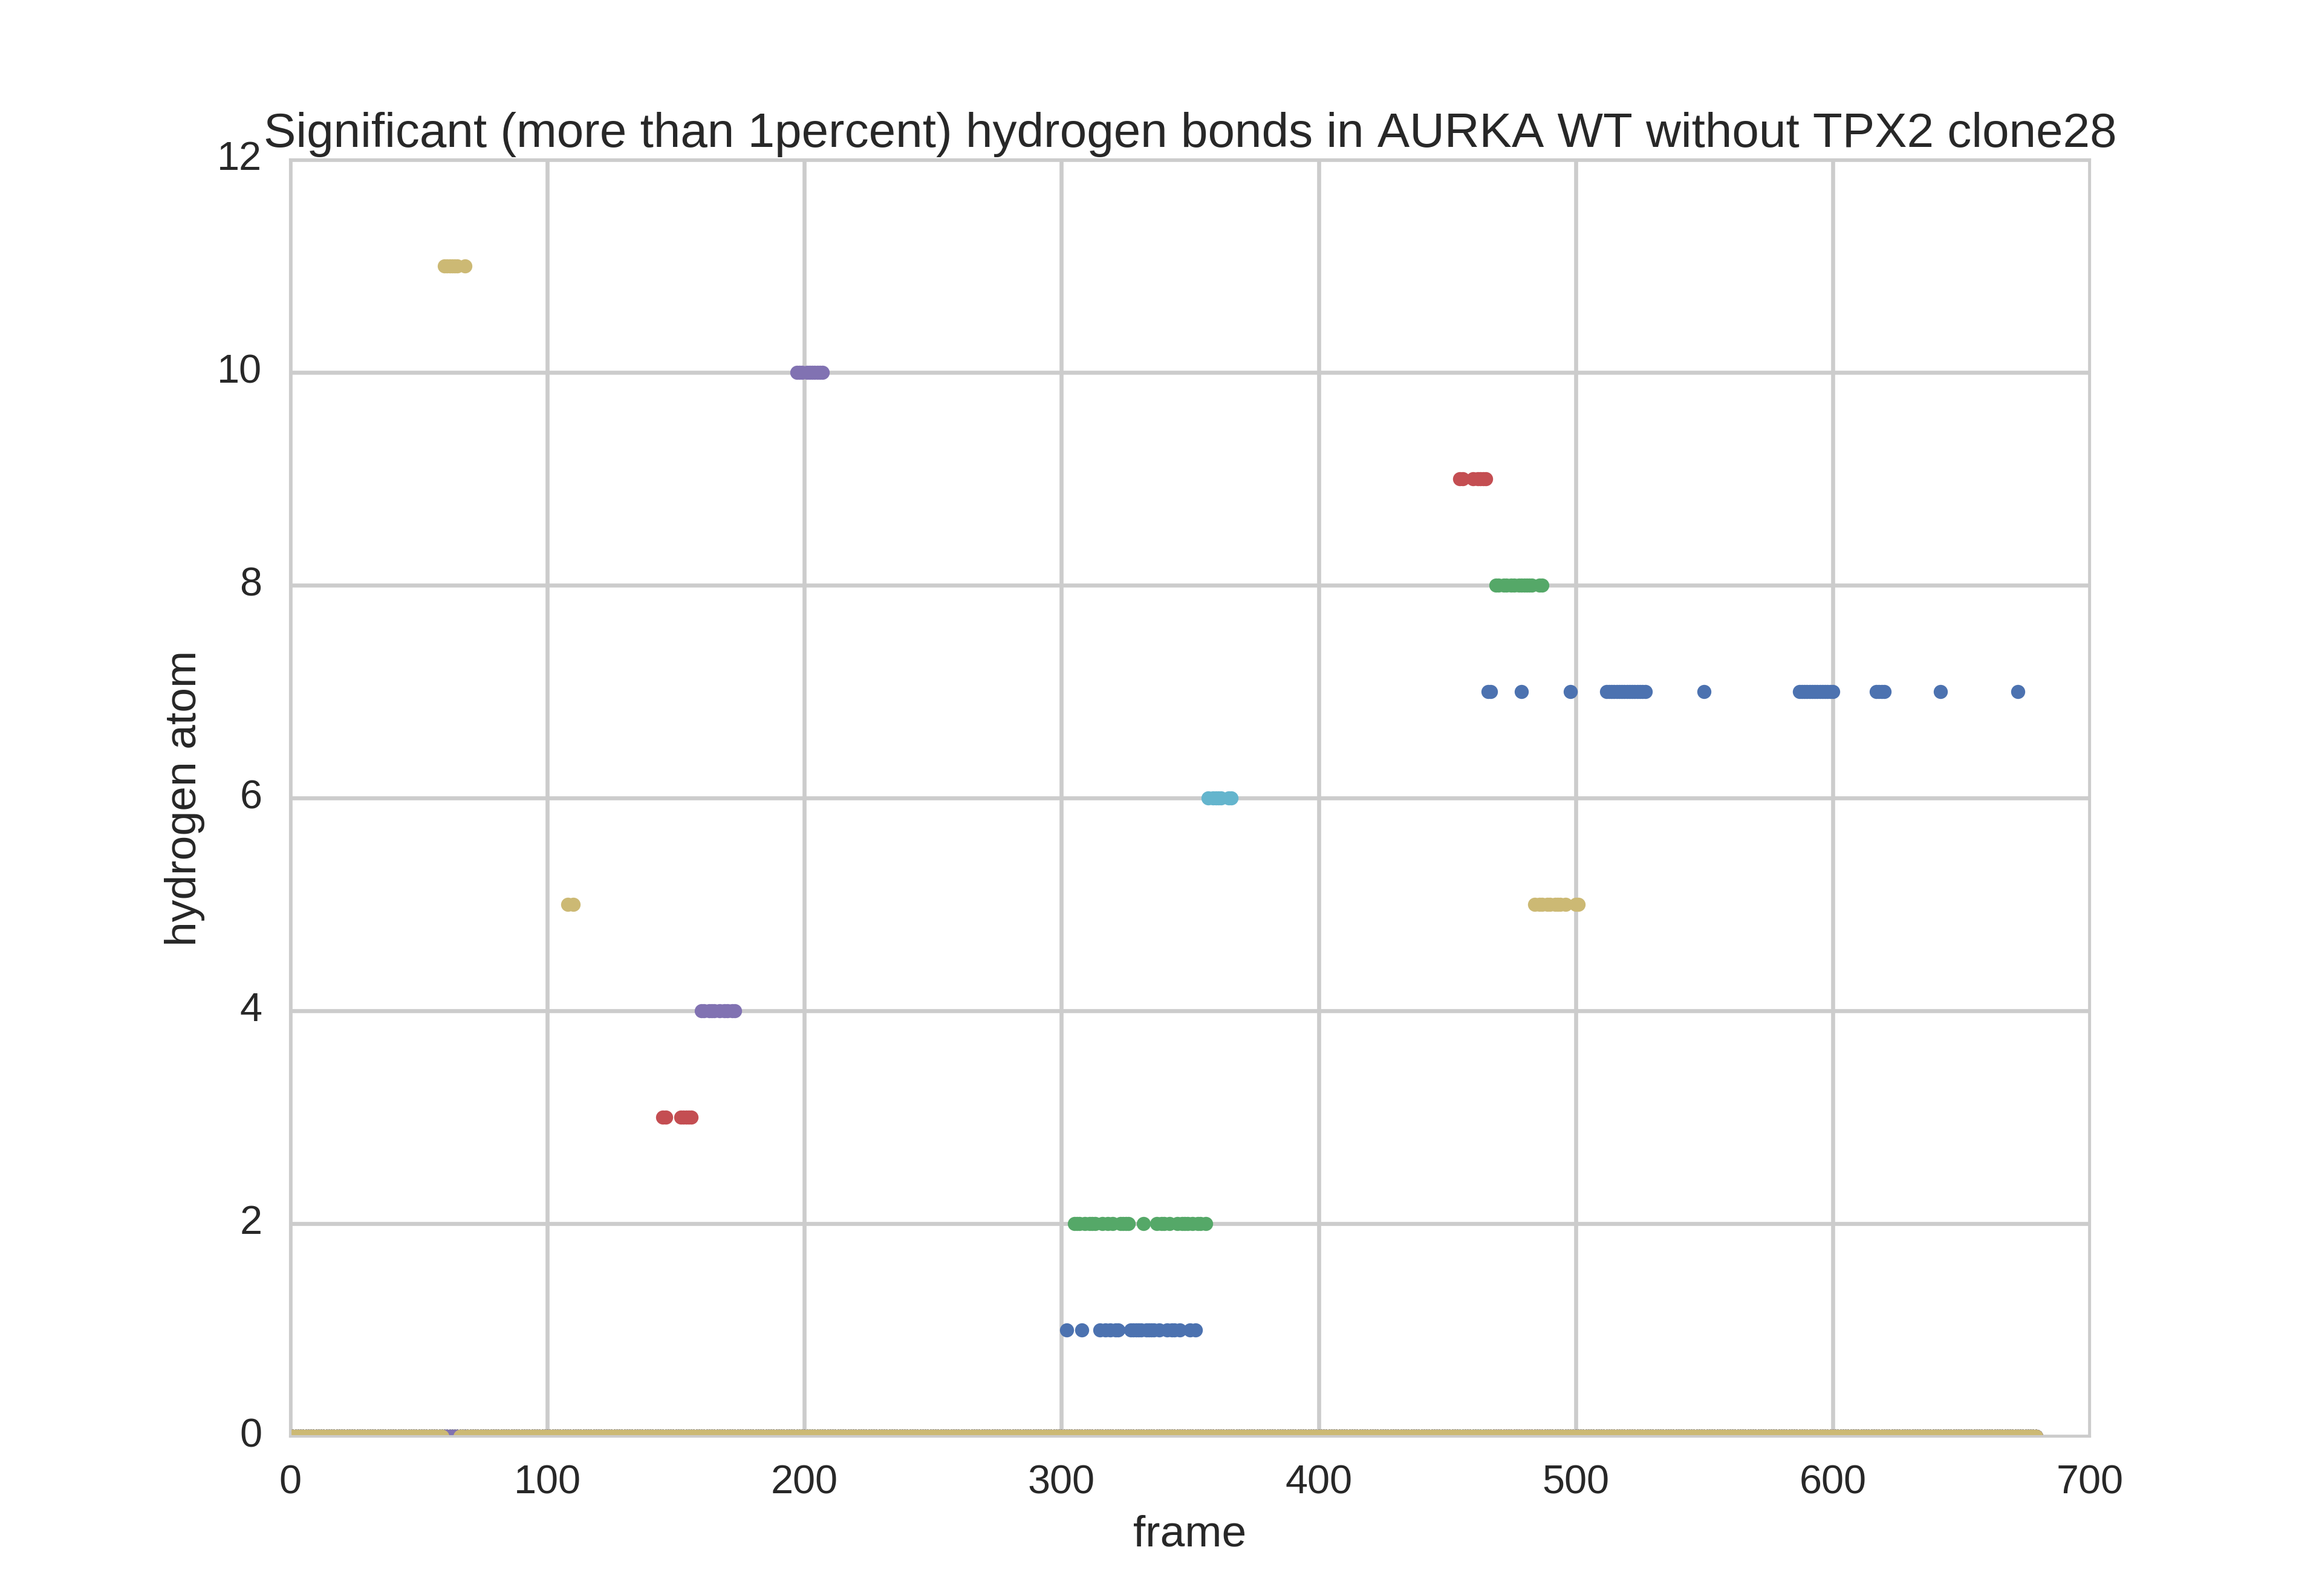 Significant (more than 1percent) hydrogen bonds in AURKA WT without TPX2 clone28
12
10
8
6
4
2
0
hydrogen atom
0 100 200 300 400 500 600 700
frame